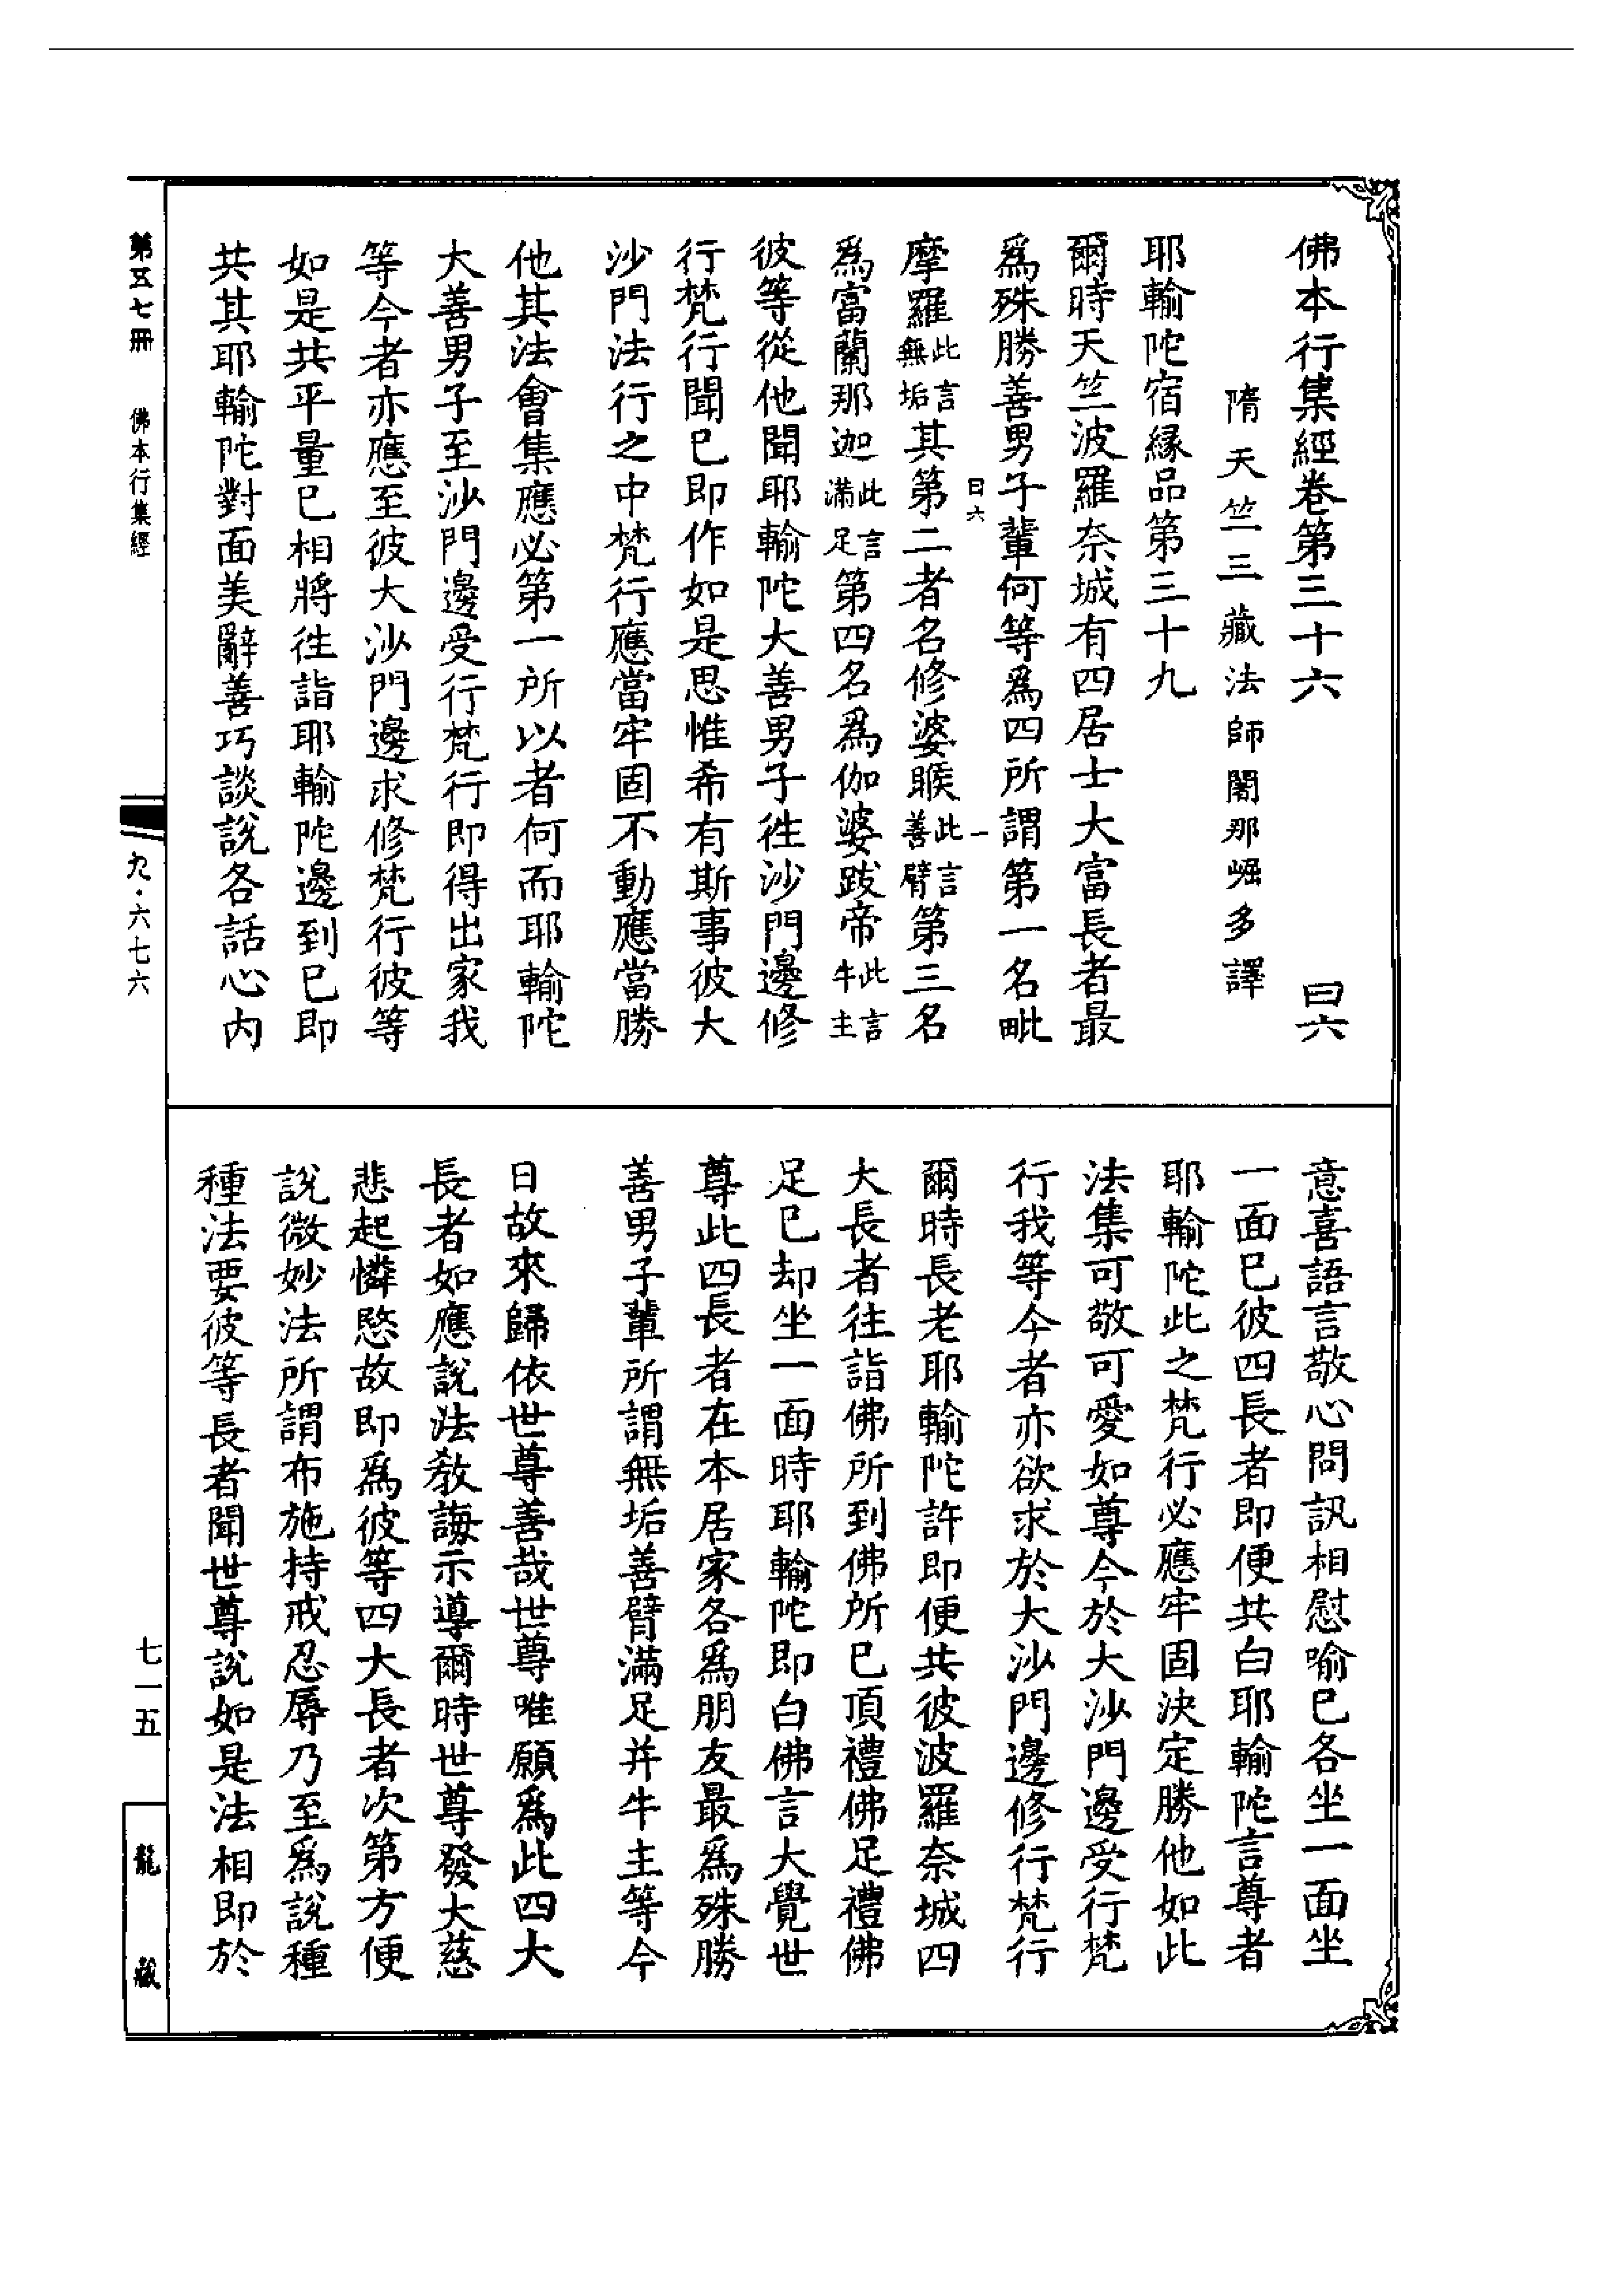 佛本行集經卷第三十六 曰六
隋天竺三藏法師闍那崛多譯
耶輸陀宿緣品第三十九
爾時天竺波羅奈城有四居士大富長者最
爲殊勝善男子輩何等爲四所謂第一名毗
曰六 一
摩羅此言無垢其第二者名修婆睺此言善臂第三名
爲富蘭那迦此言滿足第四名爲伽婆跋帝此言牛主
彼等從他聞耶輸陀大善男子往沙門邊修
行梵行聞已即作如是思惟希有斯事彼大
沙門法行之中梵行應當牢固不動應當勝
他其法會集應必第一所以者何而耶輸陀
大善男子至沙門邊受行梵行即得出家我
等今者亦應至彼大沙門邊求修梵行彼等
如是共平量已相將往詣耶輸陀邊到已即
共其耶輸陀對面美辭善巧談說各話心內
意喜語言敬心問訊相慰喻已各坐一面坐
一面已彼四長者即便共白耶輸陀言尊者
耶輸陀此之梵行必應牢固決定勝他如此
法集可敬可愛如尊今於大沙門邊受行梵
行我等今者亦欲求於大沙門邊修行梵行
爾時長老耶輸陀許即便共彼波羅奈城四
大長者往詣佛所到佛所已頂禮佛足禮佛
足已却坐一面時耶輸陀即白佛言大覺世
尊此四長者在本居家各爲朋友最爲殊勝
善男子輩所謂無垢善臂滿足并牛主等今
日故來歸依世尊善哉世尊唯願爲此四大
長者如應說法教誨示導爾時世尊發大慈
悲起憐愍故即爲彼等四大長者次第方便
說微妙法所謂布施持戒忍辱乃至爲說種
種法要彼等長者聞世尊說如是法相即於
第五七冊 佛本行集經
九·六七六
七一五
龍藏